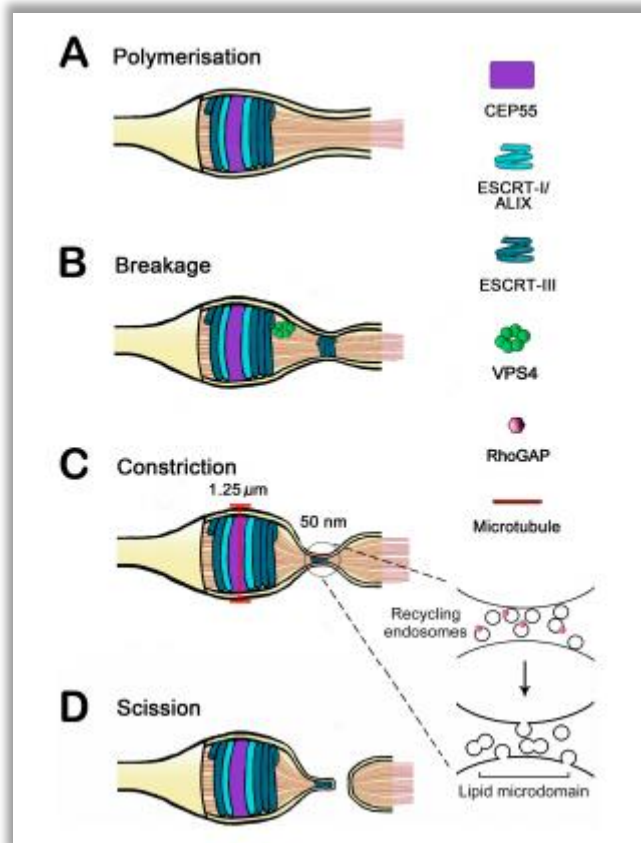 A Polymerisation
CEP55
ESCRT-I/
ALIX
B Breakage
ESCRT-III
VPS4
RhoGAP
C Constriction
1.25 µm
50 nm
Microtubule
Recycling
endosomes
D Scission
Lipid microdomain